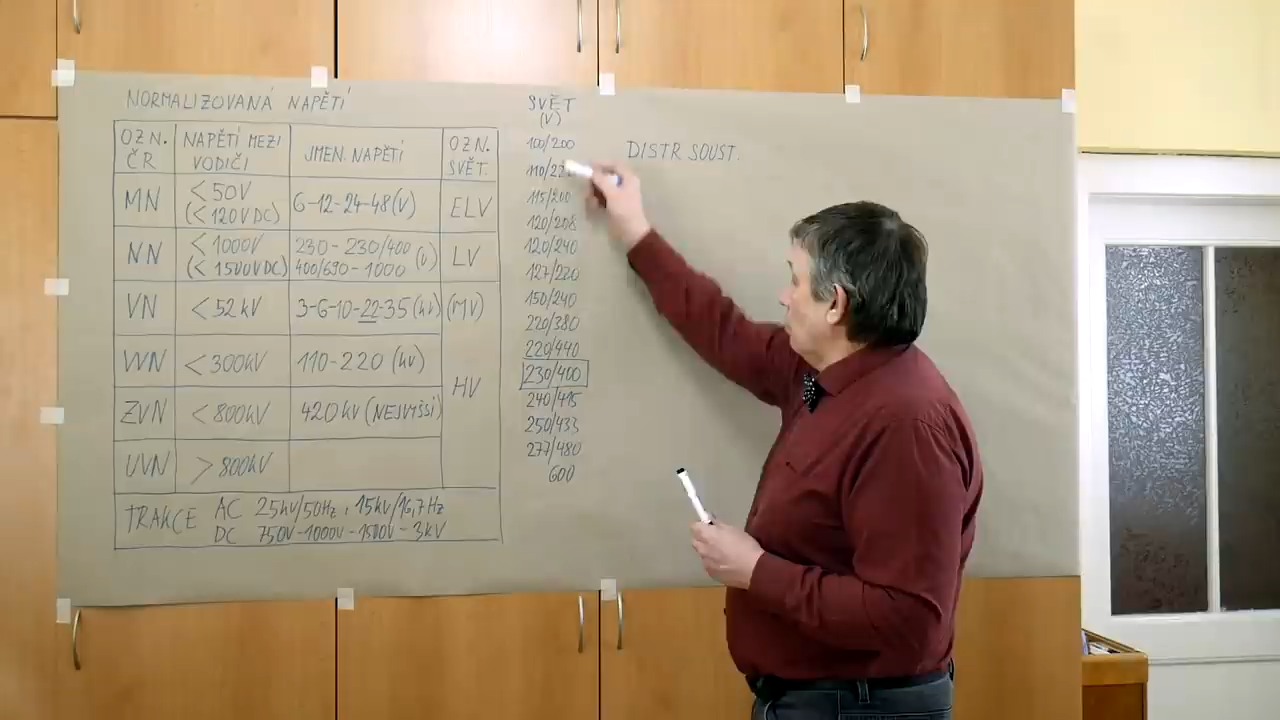 NORMALIZOVANÁ NAPĚTÍ
OZN. ČR NAPĚTÍ MEZI VODIČI JMEN. NAPĚTÍ OZN. SVĚT.
MN <50V (<120V DC) 6-12-24-48(V) ELV
NN <1000V (<1500V DC) 230-230/400 400/690-1000 (V) LV
VN <52 kV 3-6-10-22-35 (kV) (MV)
VVN <300kV 110-220 (kV)
HV
ZVN <800kV 420kV (NEJVYŠŠÍ)
UVN >800kV
TRAKCE AC 25kV/50Hz, 15kV/16,7Hz
DC 750V-1000V-1500V-3kV
SVĚT
(V)
100/200
110/22
115/200
120/208
120/240
127/220
150/240
220/380
220/440
230/400
240/415
250/433
277/480
600
DISTR SOUST.